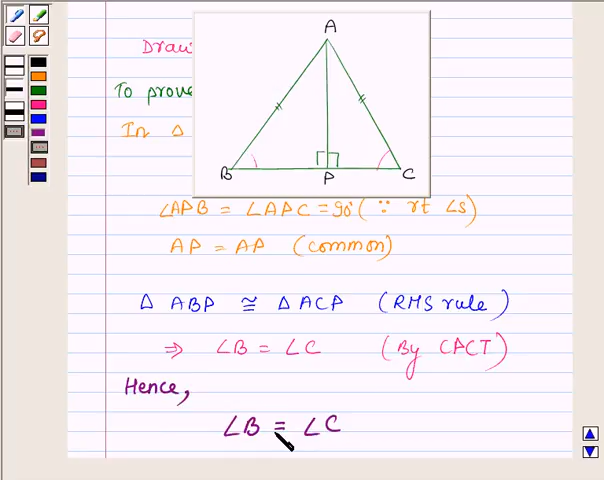 Draw
To prove
In Δ
A
B
P
C
∠APB = ∠APC = 90° (∵ rt ∠s)
AP = AP (common)
Δ ABP ≅ Δ ACP (RHS rule)
⇒ ∠B = ∠C (By CPCT)
Hence,
∠B = ∠C